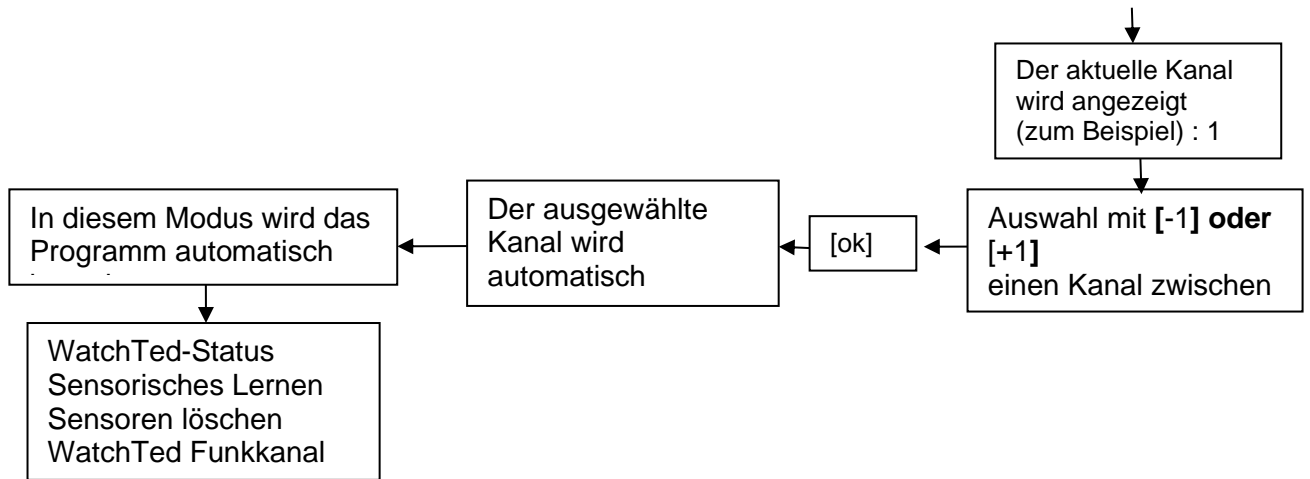 Der aktuelle Kanal
wird angezeigt
(zum Beispiel) : 1
Auswahl mit [-1] oder
[+1]
einen Kanal zwischen
[ok]
Der ausgewählte
Kanal wird
automatisch
In diesem Modus wird das
Programm automatisch
WatchTed-Status
Sensorisches Lernen
Sensoren löschen
WatchTed Funkkanal